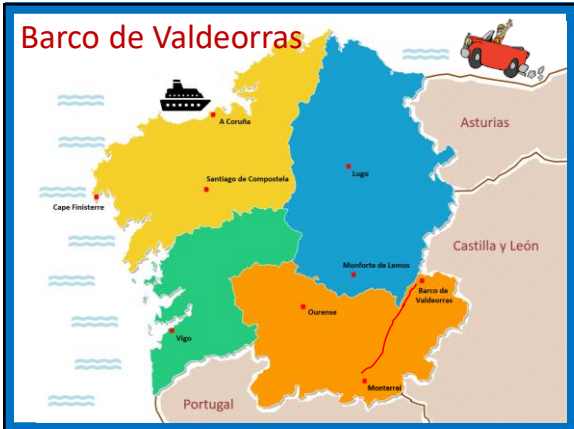 Barco de Valdeorras
Asturias
A Coruña
Lugo
Santiago de Compostela
Cape Finisterre
Castilla y León
Monforte de Lemos
Barco de
Valdeorras
Ourense
Vigo
Monterrei
Portugal